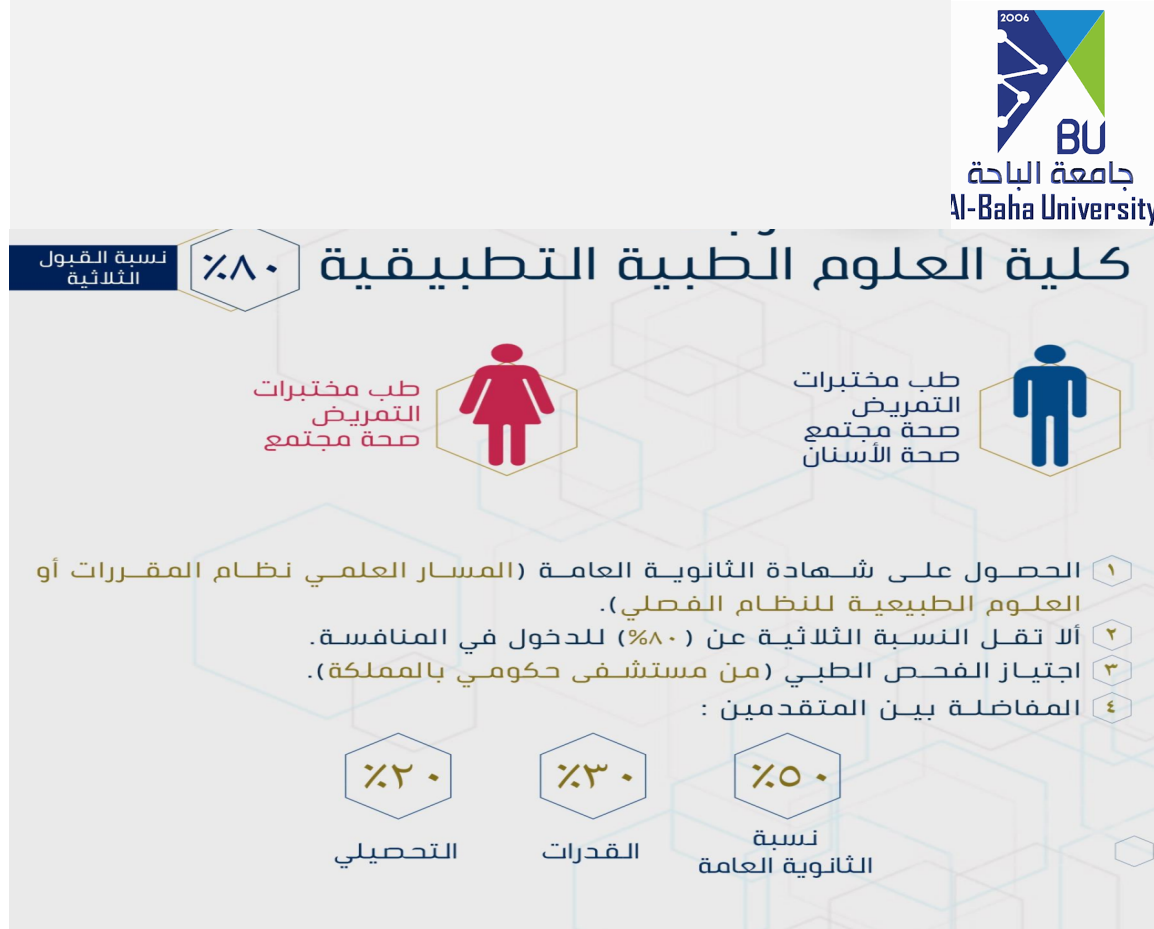 2006
BU
جامعة الباحة
Al-Baha University
كلية العلوم الطبية التطبيقية
٪٨٠
نسبة القبول
الثلاثية
طب مختبرات
التمريض
صحة مجتمع
صحة الأسنان
طب مختبرات
التمريض
صحة مجتمع
١ الحصول على شهادة الثانوية العامة (المسار العلمي نظام المقررات أو
العلوم الطبيعية للنظام الفصلي).
٢ ألا تقل النسبة الثلاثية عن (٨٠%) للدخول في المنافسة.
٣ اجتياز الفحص الطبي (من مستشفى حكومي بالمملكة).
٤ المفاضلة بين المتقدمين :
٪٥٠
نسبة
الثانوية العامة
٪٣٠
القدرات
٪٢٠
التحصيلي